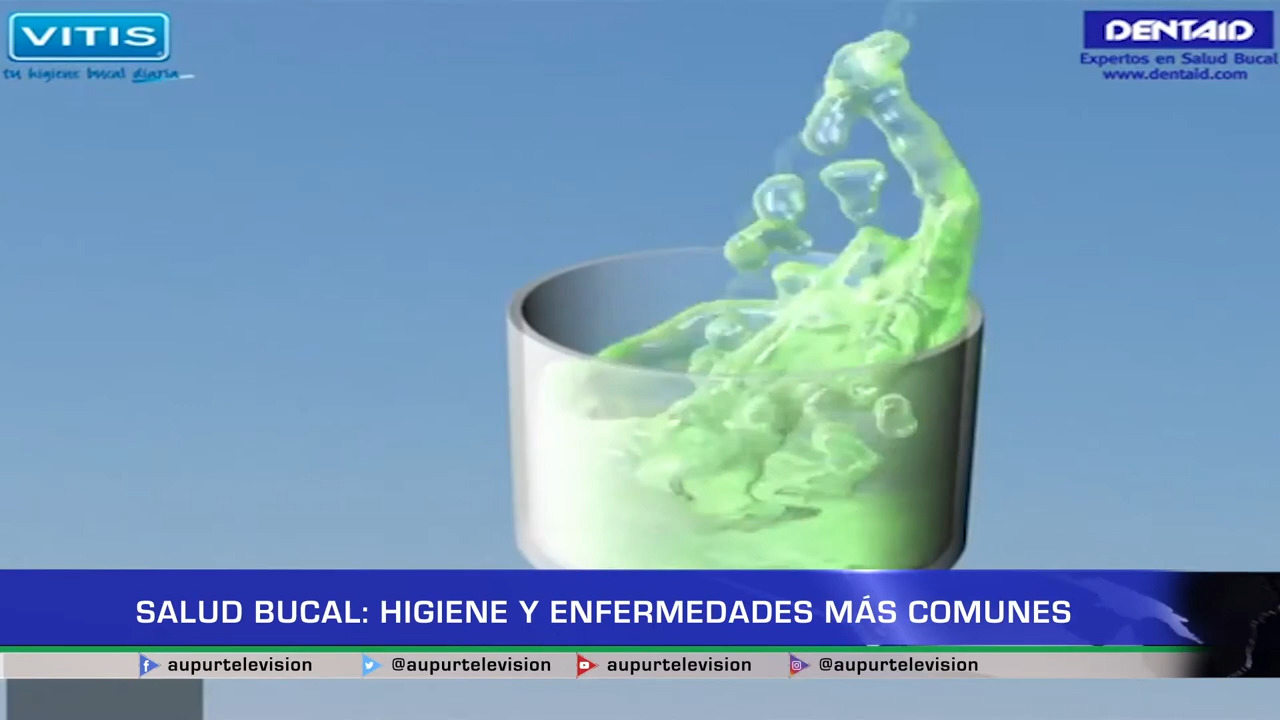 VITIS
tu higiene bucal diaria
DENTAID
Expertos en Salud Bucal
www.dentaid.com
SALUD BUCAL: HIGIENE Y ENFERMEDADES MÁS COMUNES
aupurtelevision @aupurtelevision aupurtelevision @aupurtelevision